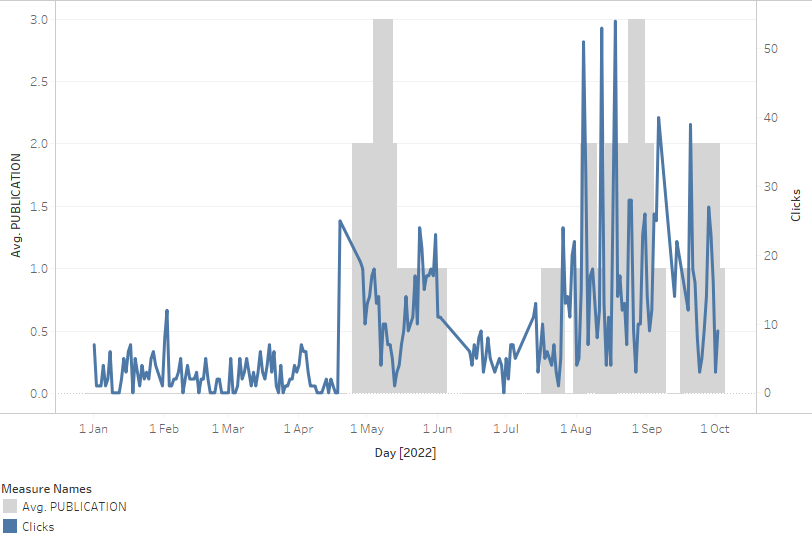 3.0
2.5
2.0
1.5
1.0
0.5
0.0
Avg. PUBLICATION
50
40
30
20
10
0
Clicks
1 Jan 1 Feb 1 Mar 1 Apr 1 May 1 Jun 1 Jul 1 Aug 1 Sep 1 Oct
Day [2022]
Measure Names
Avg. PUBLICATION
Clicks